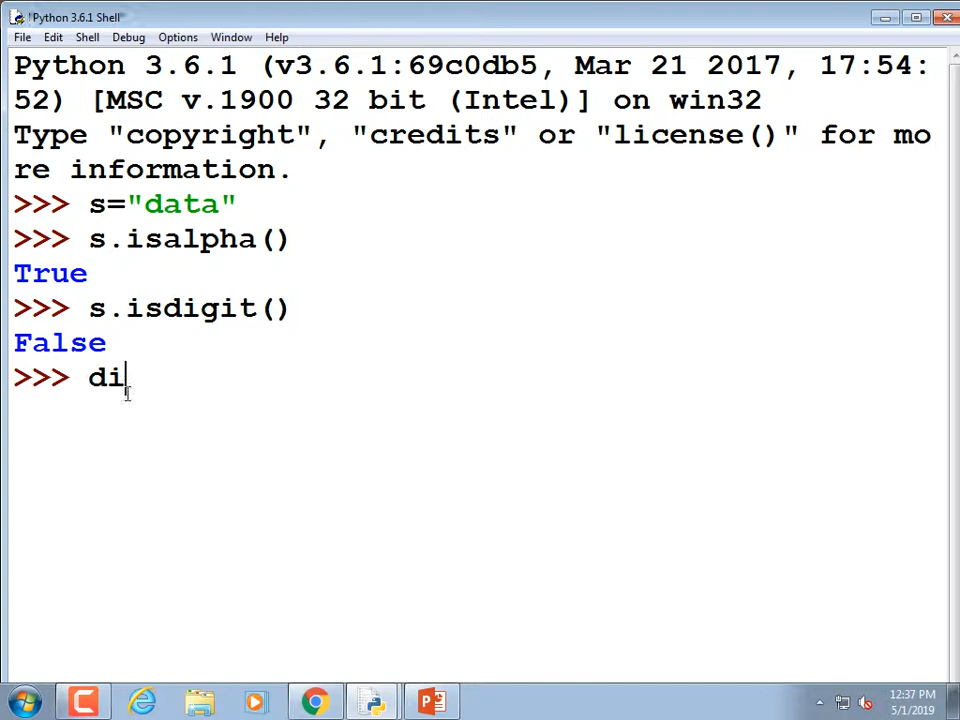 !Python 3.6.1 Shell
File Edit Shell Debug Options Window Help
Python 3.6.1 (v3.6.1:69c0db5, Mar 21 2017, 17:54:
52) [MSC v.1900 32 bit (Intel)] on win32
Type "copyright", "credits" or "license()" for mo
re information.
>>> s="data"
>>> s.isalpha()
True
>>> s.isdigit()
False
>>> di
12:37 PM
5/1/2019